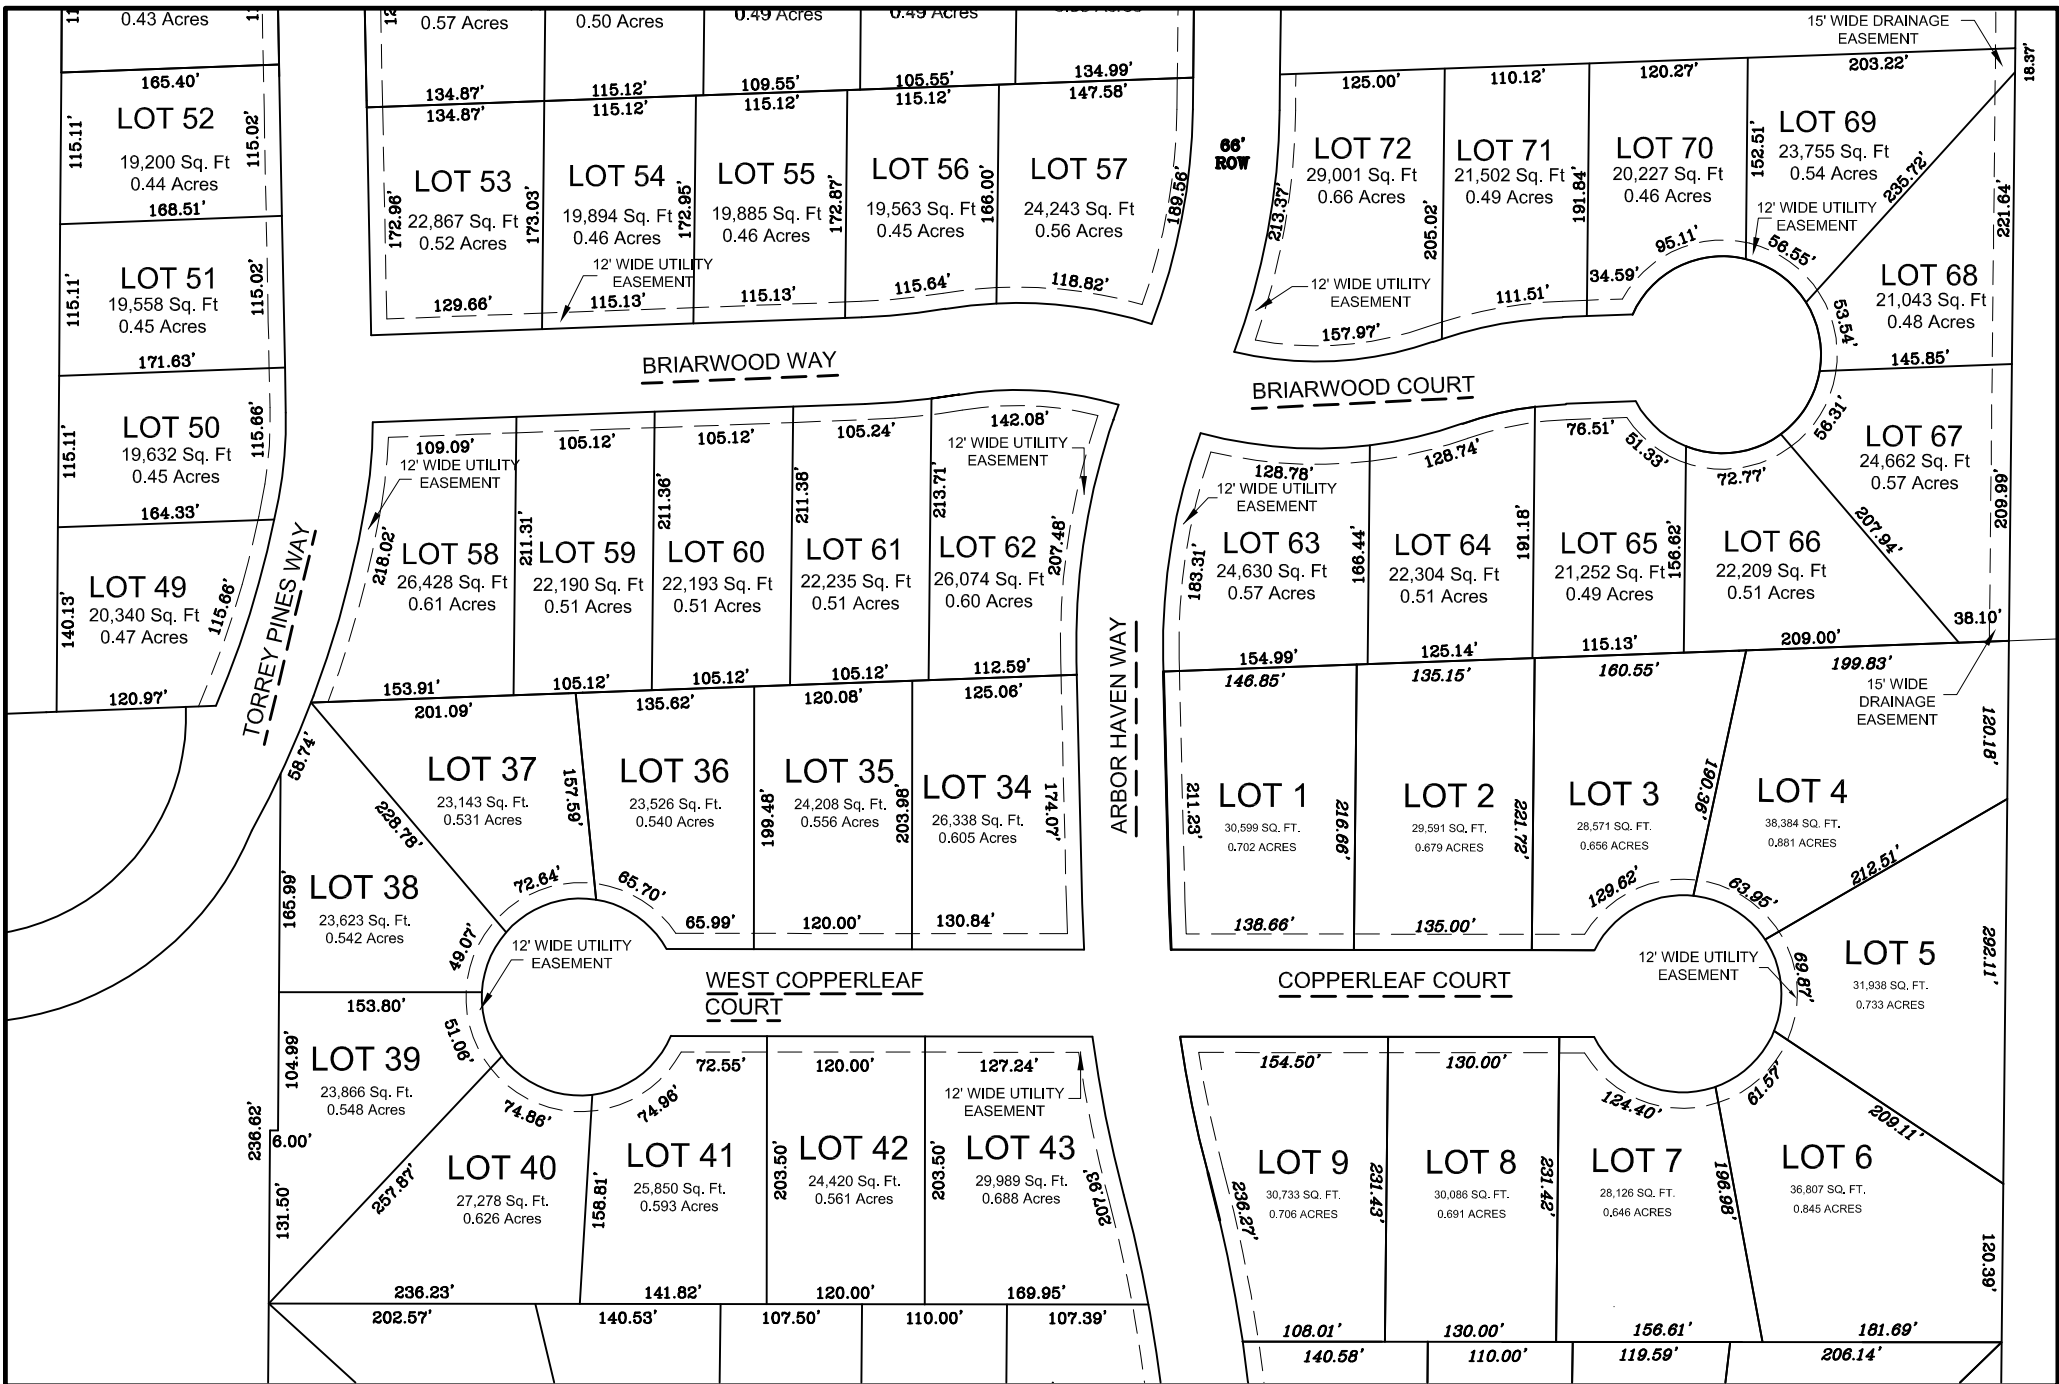 0.43 Acres
0.57 Acres
0.50 Acres
0.49 Acres
0.49 Acres
15' WIDE DRAINAGE
EASEMENT
18.37'
165.40'
LOT 52
19,200 Sq. Ft
0.44 Acres
115.11'
115.02'
168.51'
LOT 51
19,558 Sq. Ft
0.45 Acres
115.11'
115.02'
171.63'
LOT 50
19,632 Sq. Ft
0.45 Acres
115.11'
115.66'
164.33'
LOT 49
20,340 Sq. Ft
0.47 Acres
140.13'
115.66'
120.97'
TORREY PINES WAY
134.87'
115.12'
109.55'
105.55'
134.99'
134.87'
115.12'
115.12'
115.12'
147.58'
LOT 53
22,867 Sq. Ft
0.52 Acres
172.96'
173.03'
129.66'
LOT 54
19,894 Sq. Ft
0.46 Acres
172.95'
12' WIDE UTILITY
EASEMENT
115.13'
LOT 55
19,885 Sq. Ft
0.46 Acres
172.87'
115.13'
LOT 56
19,563 Sq. Ft
0.45 Acres
166.00'
115.64'
LOT 57
24,243 Sq. Ft
0.56 Acres
189.56'
118.82'
66'
ROW
BRIARWOOD WAY
125.00'
110.12'
120.27'
203.22'
LOT 72
29,001 Sq. Ft
0.66 Acres
213.37'
205.02'
12' WIDE UTILITY
EASEMENT
157.97'
LOT 71
21,502 Sq. Ft
0.49 Acres
191.84'
111.51'
LOT 70
20,227 Sq. Ft
0.46 Acres
152.51'
34.59'
95.11'
LOT 69
23,755 Sq. Ft
0.54 Acres
235.72'
12' WIDE UTILITY
EASEMENT
56.55'
221.64'
LOT 68
21,043 Sq. Ft
0.48 Acres
53.54'
145.85'
BRIARWOOD COURT
LOT 67
24,662 Sq. Ft
0.57 Acres
56.31'
207.94'
209.99'
38.10'
109.09'
105.12'
105.12'
105.24'
142.08'
12' WIDE UTILITY
EASEMENT
12' WIDE UTILITY
EASEMENT
LOT 58
26,428 Sq. Ft
0.61 Acres
218.02'
211.31'
153.91'
LOT 59
22,190 Sq. Ft
0.51 Acres
211.36'
105.12'
LOT 60
22,193 Sq. Ft
0.51 Acres
211.38'
105.12'
LOT 61
22,235 Sq. Ft
0.51 Acres
213.71'
105.12'
LOT 62
26,074 Sq. Ft
0.60 Acres
207.48'
112.59'
ARBOR HAVEN WAY
128.78'
128.74'
76.51'
51.33'
72.77'
12' WIDE UTILITY
EASEMENT
LOT 63
24,630 Sq. Ft
0.57 Acres
183.31'
166.44'
154.99'
LOT 64
22,304 Sq. Ft
0.51 Acres
191.18'
125.14'
LOT 65
21,252 Sq. Ft
0.49 Acres
156.62'
115.13'
LOT 66
22,209 Sq. Ft
0.51 Acres
209.00'
201.09'
135.62'
120.08'
125.06'
58.74'
LOT 37
23,143 Sq. Ft.
0.531 Acres
228.78'
157.59'
72.64'
LOT 36
23,526 Sq. Ft.
0.540 Acres
199.48'
65.70'
65.99'
LOT 35
24,208 Sq. Ft.
0.556 Acres
203.98'
120.00'
LOT 34
26,338 Sq. Ft.
0.605 Acres
174.07'
130.84'
LOT 38
23,623 Sq. Ft.
0.542 Acres
165.99'
49.07'
12' WIDE UTILITY
EASEMENT
153.80'
WEST COPPERLEAF
COURT
146.85'
135.15'
160.55'
199.83'
15' WIDE
DRAINAGE
EASEMENT
LOT 1
30,599 SQ. FT.
0.702 ACRES
211.23'
216.66'
138.66'
LOT 2
29,591 SQ. FT.
0.679 ACRES
221.72'
135.00'
LOT 3
28,571 SQ. FT.
0.656 ACRES
190.36'
129.62'
LOT 4
38,384 SQ. FT.
0.881 ACRES
120.18'
63.95'
212.51'
COPPERLEAF COURT
12' WIDE UTILITY
EASEMENT
69.87'
LOT 5
31,938 SQ. FT.
0.733 ACRES
292.11'
LOT 39
23,866 Sq. Ft.
0.548 Acres
104.99'
51.06'
236.62'
6.00'
131.50'
257.87'
74.86'
74.96'
72.55'
120.00'
127.24'
12' WIDE UTILITY
EASEMENT
LOT 40
27,278 Sq. Ft.
0.626 Acres
158.81'
236.23'
LOT 41
25,850 Sq. Ft.
0.593 Acres
203.50'
141.82'
LOT 42
24,420 Sq. Ft.
0.561 Acres
203.50'
120.00'
LOT 43
29,989 Sq. Ft.
0.688 Acres
207.93'
169.95'
154.50'
130.00'
124.40'
61.57'
209.11'
LOT 9
30,733 SQ. FT.
0.706 ACRES
236.27'
231.43'
108.01'
LOT 8
30,086 SQ. FT.
0.691 ACRES
231.42'
130.00'
LOT 7
28,126 SQ. FT.
0.646 ACRES
196.98'
156.61'
LOT 6
36,807 SQ. FT.
0.845 ACRES
120.39'
181.69'
202.57'
140.53'
107.50'
110.00'
107.39'
140.58'
110.00'
119.59'
206.14'